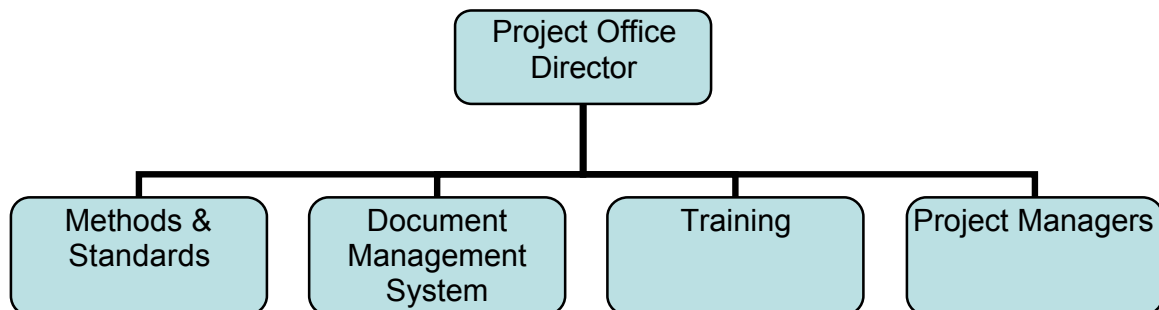 Project Office
Director
Methods &
Standards
Document
Management
System
Training
Project Managers